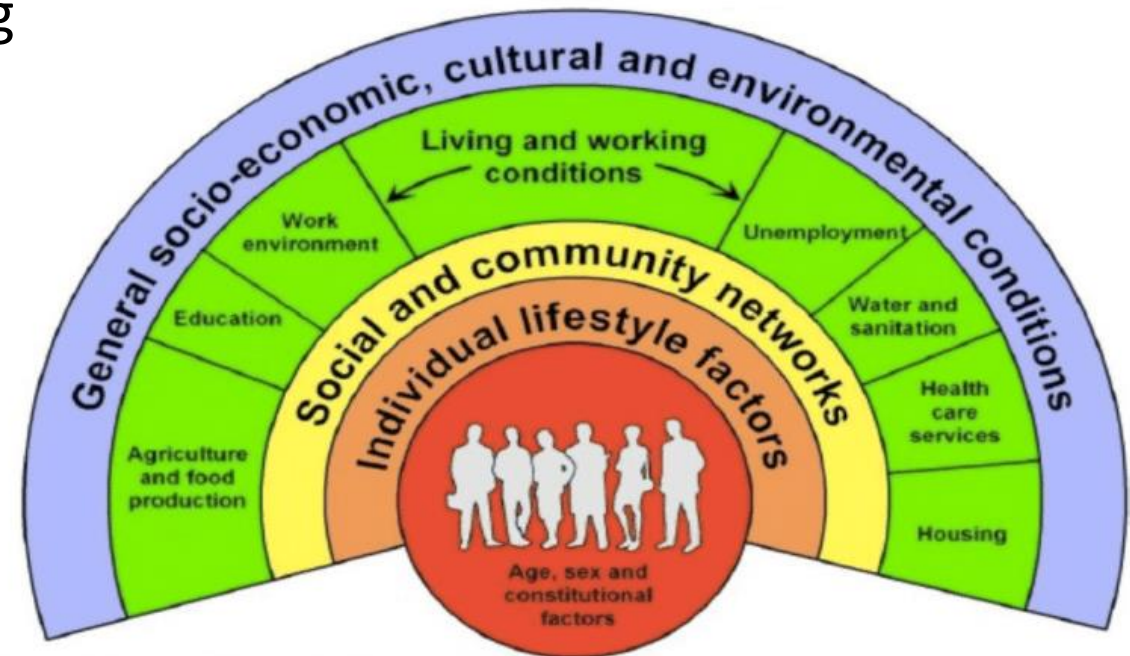 g
General socio-economic, cultural and environmental conditions
Living and working
conditions
Work
environment
Unemployment
Education
Water and
sanitation
Agriculture
and food
production
Health
care
services
Housing
Social and community networks
Individual lifestyle factors
Age, sex and
constitutional
factors